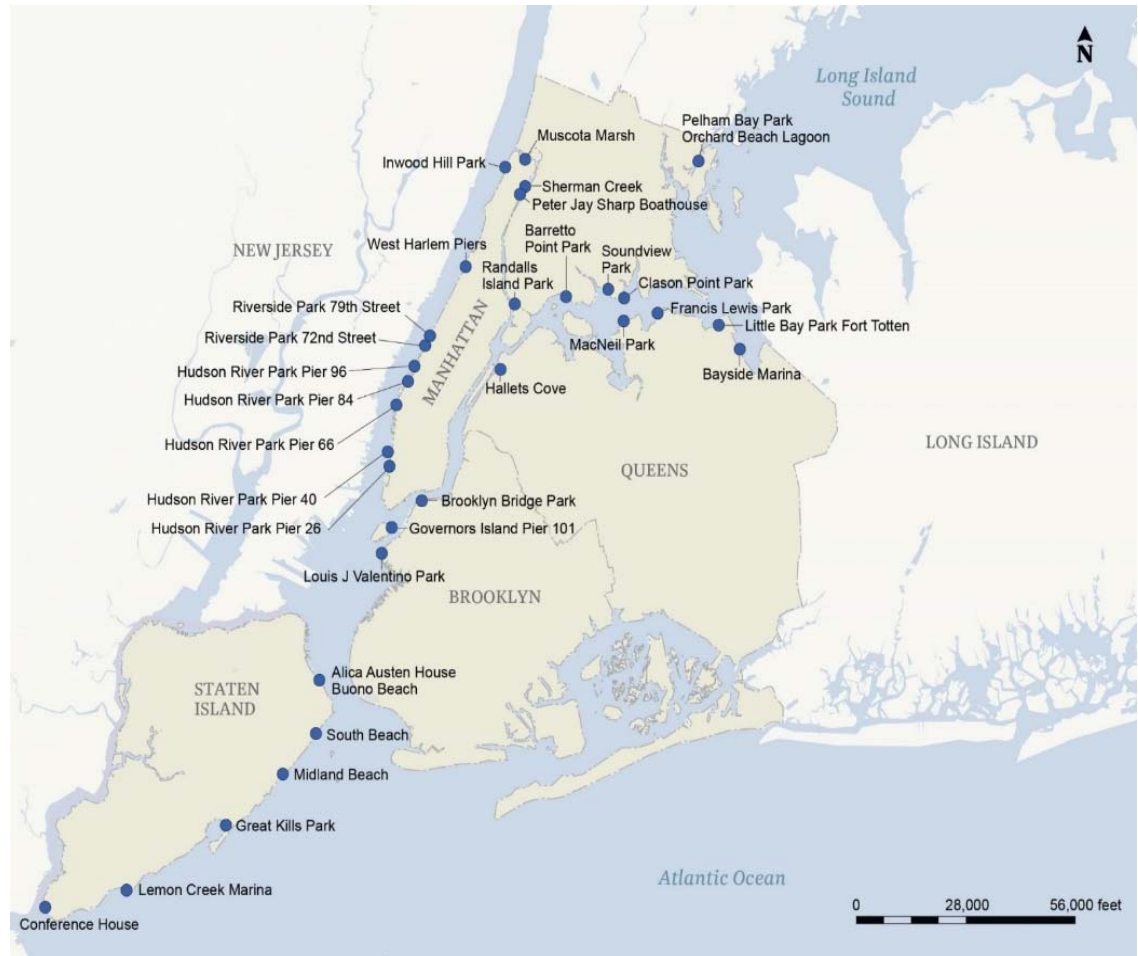 N
Long Island
Sound
Pelham Bay Park
Orchard Beach Lagoon
Muscota Marsh
Inwood Hill Park
Sherman Creek
Peter Jay Sharp Boathouse
Barretto
Point Park
Soundview
Park
NEW JERSEY
West Harlem Piers
Randalls
Island Park
Clason Point Park
Francis Lewis Park
Riverside Park 79th Street
Little Bay Park Fort Totten
Riverside Park 72nd Street
MANHATTAN
MacNeil Park
Bayside Marina
Hudson River Park Pier 96
Hallets Cove
Hudson River Park Pier 84
Hudson River Park Pier 66
LONG ISLAND
QUEENS
Hudson River Park Pier 40
Brooklyn Bridge Park
Hudson River Park Pier 26
Governors Island Pier 101
Louis J Valentino Park
BROOKLYN
Alica Austen House
Buono Beach
STATEN
ISLAND
South Beach
Midland Beach
Great Kills Park
Atlantic Ocean
Lemon Creek Marina
Conference House
0 28,000 56,000 feet